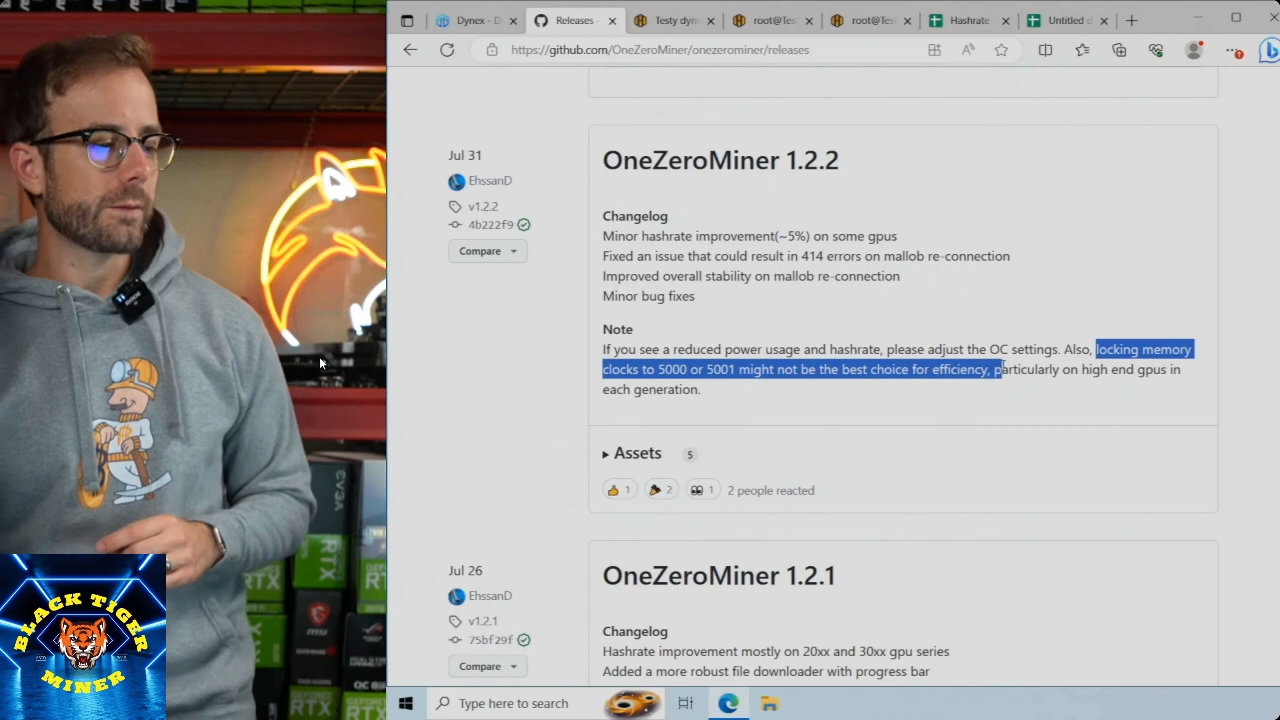 Dynex - D
Releases ·
Testy dyn
root@Tes
root@Tes
Hashrate
Untitled d
https://github.com/OneZeroMiner/onezerominer/releases
Jul 31
EhssanD
v1.2.2
4b222f9
Compare
OneZeroMiner 1.2.2
Changelog
Minor hashrate improvement(~5%) on some gpus
Fixed an issue that could result in 414 errors on mallob re-connection
Improved overall stability on mallob re-connection
Minor bug fixes
Note
If you see a reduced power usage and hashrate, please adjust the OC settings. Also, locking memory
clocks to 5000 or 5001 might not be the best choice for efficiency, particularly on high end gpus in
each generation.
Assets 5
1 2 1 2 people reacted
Jul 26
EhssanD
v1.2.1
75bf29f
Compare
OneZeroMiner 1.2.1
Changelog
Hashrate improvement mostly on 20xx and 30xx gpu series
Added a more robust file downloader with progress bar
Type here to search
BLACK TIGER
MINER
EVGA
RTX
msi
RTX